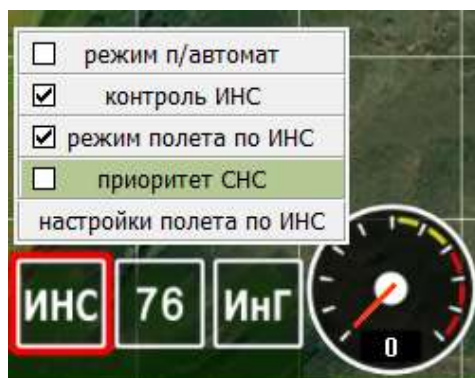 режим п/автомат
контроль ИНС
режим полета по ИНС
приоритет СНС
настройки полета по ИНС
ИНС 76 ИнГ
0